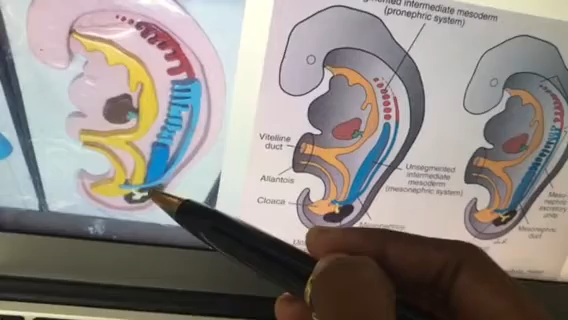 mented intermediate mesoderm
(pronephric system)
Vitelline
duct
Allantois
Cloaca
Unsegmented
intermediate
mesoderm
(mesonephric system)
Meso-
nephric
excretory
units
Mesonephric
duct